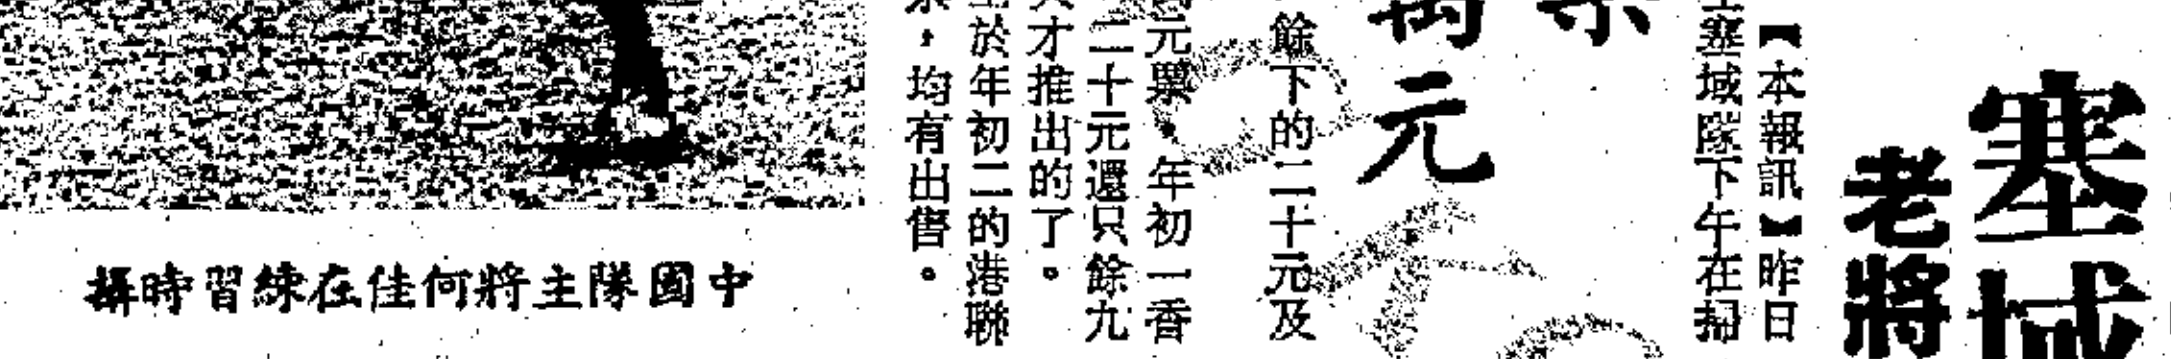 塞域
老將
【本報訊】昨日
塞域隊下午在掃
萬元
餘下的二十元及
元票，年初一香
二十元還只餘九
才推出的了。
於年初二的港聯
，均有出售。
中國隊主將何佳在練習時攝